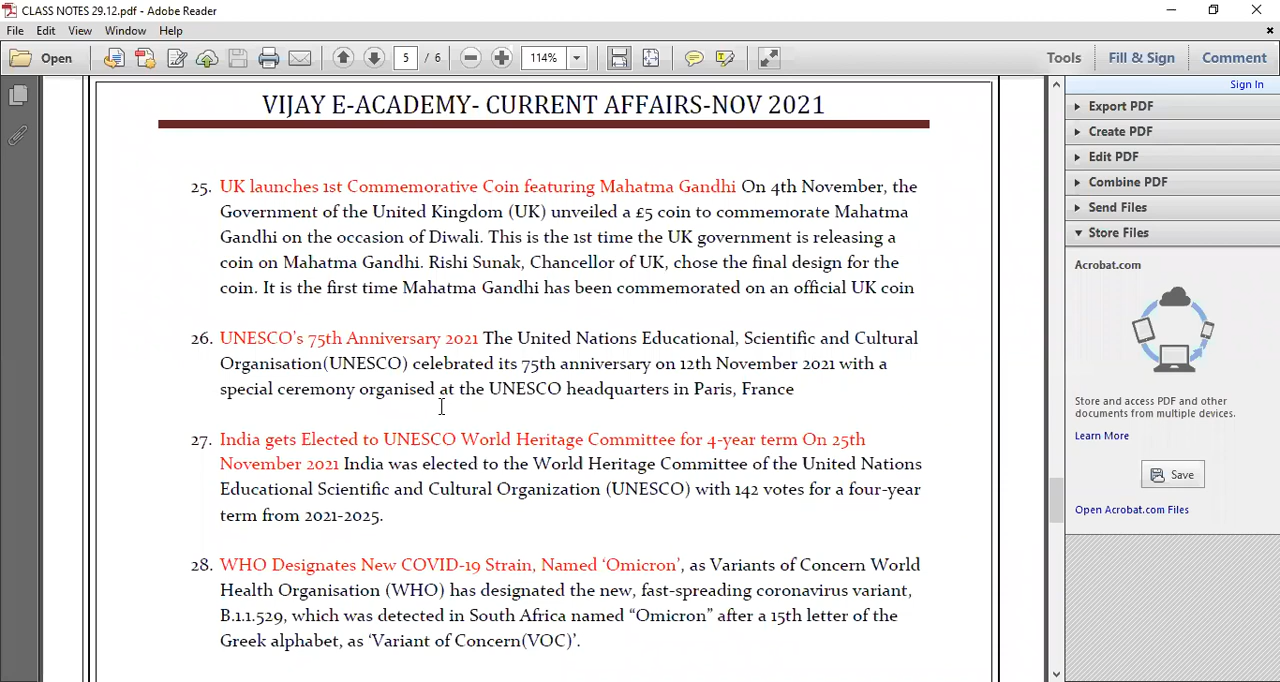 CLASS NOTES 29.12.pdf - Adobe Reader
File Edit View Window Help
Open 5 / 6 114% Tools Fill & Sign Comment
Sign In
VIJAY E-ACADEMY- CURRENT AFFAIRS-NOV 2021
25. UK launches 1st Commemorative Coin featuring Mahatma Gandhi On 4th November, the
Government of the United Kingdom (UK) unveiled a £5 coin to commemorate Mahatma
Gandhi on the occasion of Diwali. This is the 1st time the UK government is releasing a
coin on Mahatma Gandhi. Rishi Sunak, Chancellor of UK, chose the final design for the
coin. It is the first time Mahatma Gandhi has been commemorated on an official UK coin
26. UNESCO's 75th Anniversary 2021 The United Nations Educational, Scientific and Cultural
Organisation(UNESCO) celebrated its 75th anniversary on 12th November 2021 with a
special ceremony organised at the UNESCO headquarters in Paris, France
27. India gets Elected to UNESCO World Heritage Committee for 4-year term On 25th
November 2021 India was elected to the World Heritage Committee of the United Nations
Educational Scientific and Cultural Organization (UNESCO) with 142 votes for a four-year
term from 2021-2025.
28. WHO Designates New COVID-19 Strain, Named ‘Omicron’, as Variants of Concern World
Health Organisation (WHO) has designated the new, fast-spreading coronavirus variant,
B.1.1.529, which was detected in South Africa named “Omicron” after a 15th letter of the
Greek alphabet, as ‘Variant of Concern(VOC)’.
Export PDF
Create PDF
Edit PDF
Combine PDF
Send Files
Store Files
Acrobat.com
Store and access PDF and other
documents from multiple devices.
Learn More
Save
Open Acrobat.com Files